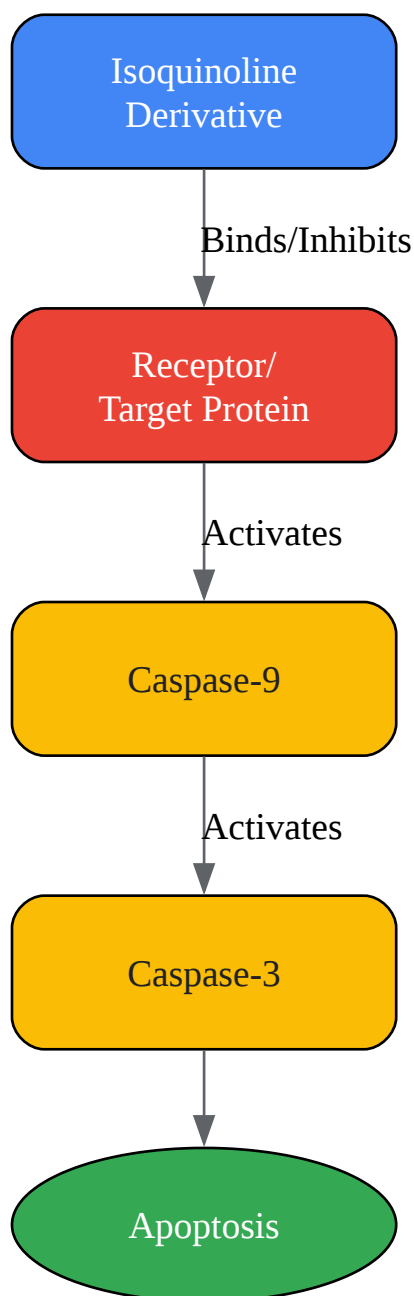 Isoquinoline
Derivative
Binds/Inhibits
Receptor/
Target Protein
Activates
Caspase-9
Activates
Caspase-3
Apoptosis